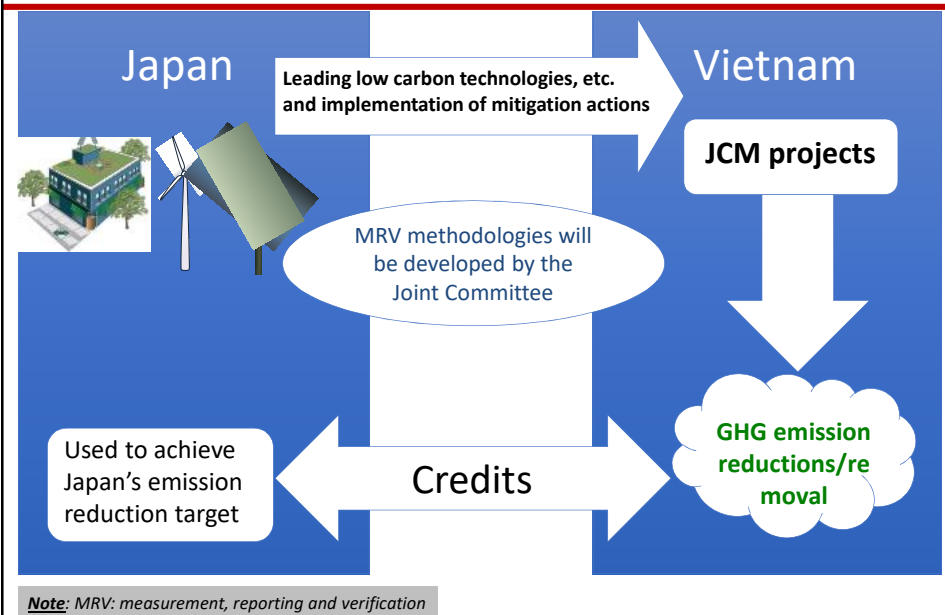 Japan
Leading low carbon technologies, etc.
and implementation of mitigation actions
Vietnam
JCM projects
MRV methodologies will
be developed by the
Joint Committee
Used to achieve
Japan’s emission
reduction target
Credits
GHG emission
reductions/re
moval
Note: MRV: measurement, reporting and verification